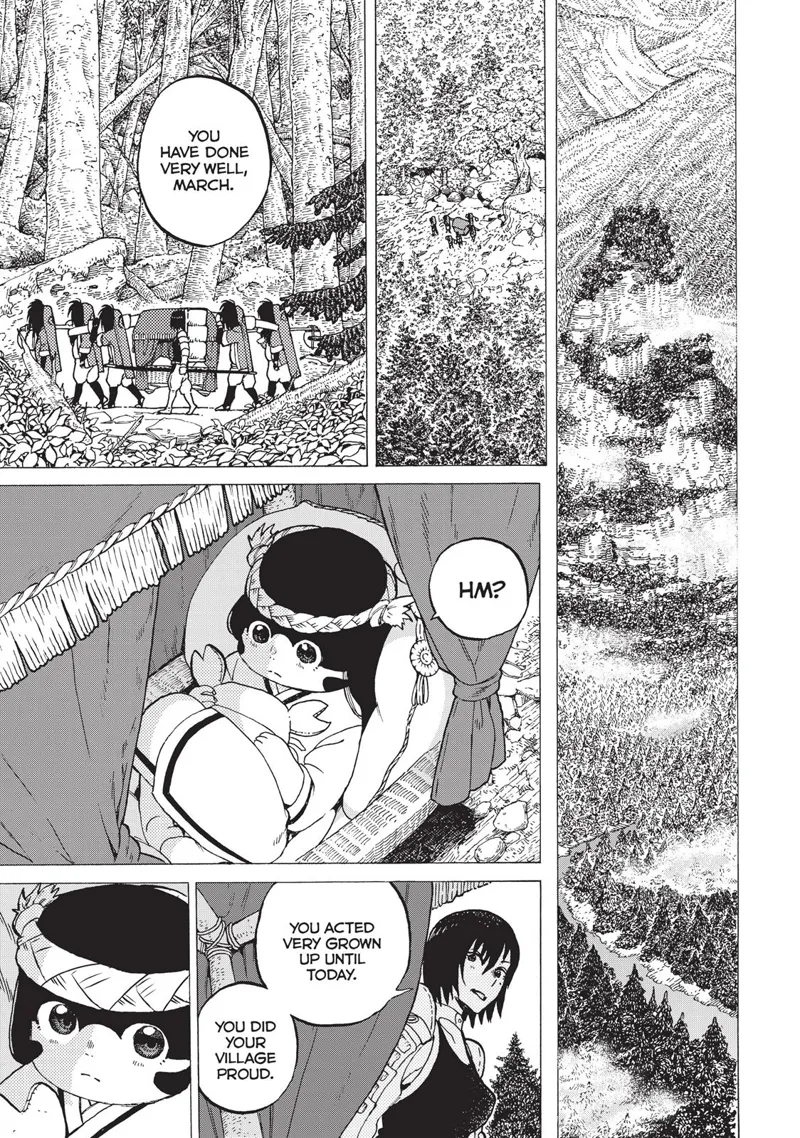 YOU
HAVE DONE
VERY WELL,
MARCH.
HM?
YOU ACTED
VERY GROWN
UP UNTIL
TODAY.
YOU DID
YOUR
VILLAGE
PROUD.